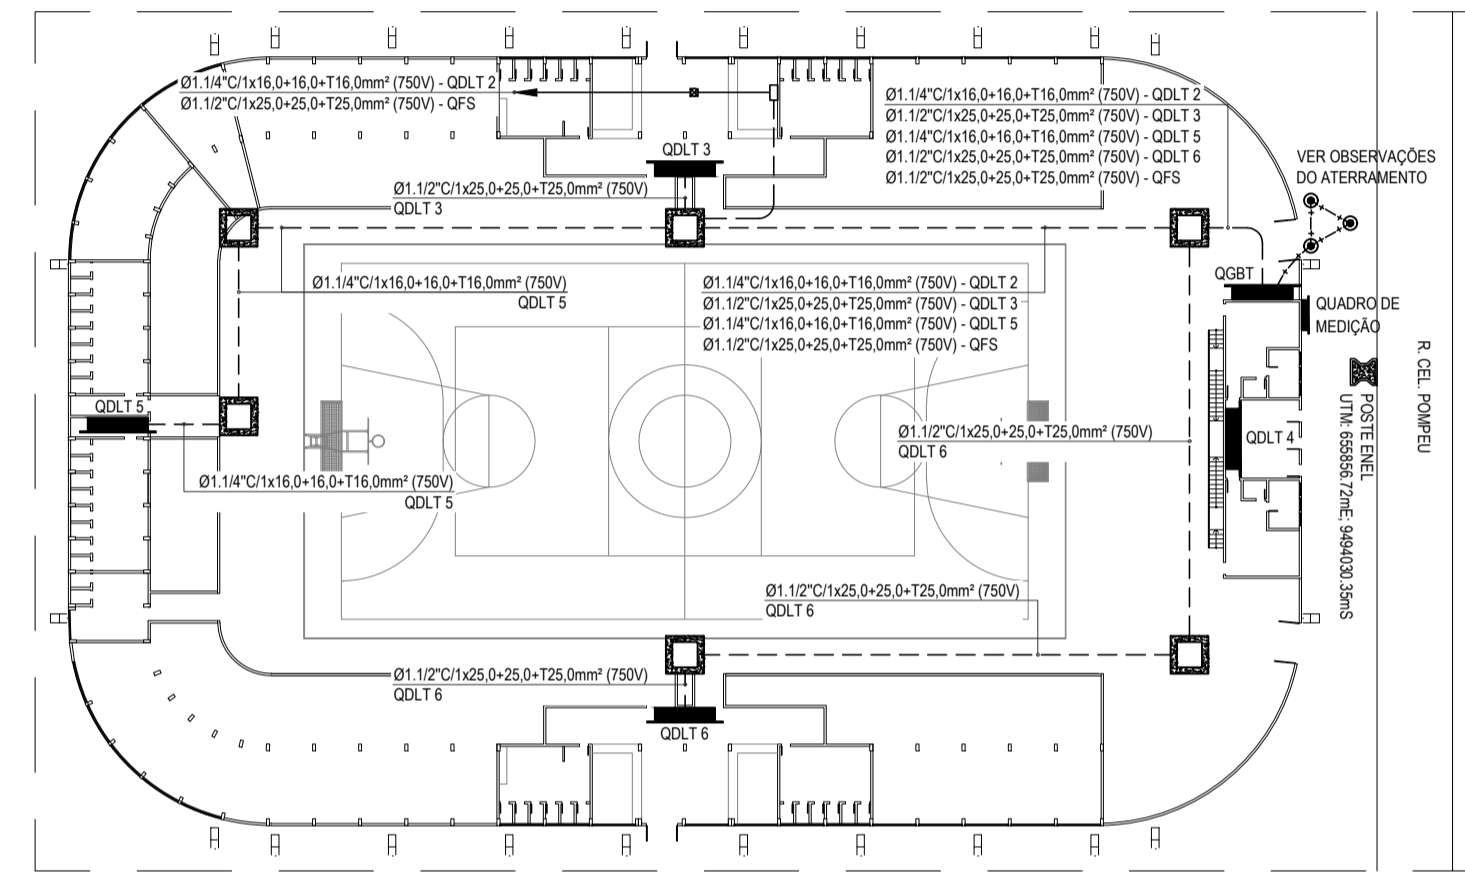 Ø1.1/4"C/1x16,0+16,0+T16,0mm² (750V) - QDLT 2
Ø1.1/2"C/1x25,0+25,0+T25,0mm² (750V) - QFS
Ø1.1/4"C/1x16,0+16,0+T16,0mm² (750V) - QDLT 2
Ø1.1/2"C/1x25,0+25,0+T25,0mm² (750V) - QDLT 3
Ø1.1/4"C/1x16,0+16,0+T16,0mm² (750V) - QDLT 5
Ø1.1/2"C/1x25,0+25,0+T25,0mm² (750V) - QDLT 6
Ø1.1/2"C/1x25,0+25,0+T25,0mm² (750V) - QFS
VER OBSERVAÇÕES
DO ATERRAMENTO
QDLT 3
Ø1.1/2"C/1x25,0+25,0+T25,0mm² (750V)
QDLT 3
Ø1.1/4"C/1x16,0+16,0+T16,0mm² (750V)
QDLT 5
Ø1.1/4"C/1x16,0+16,0+T16,0mm² (750V) - QDLT 2
Ø1.1/2"C/1x25,0+25,0+T25,0mm² (750V) - QDLT 3
Ø1.1/4"C/1x16,0+16,0+T16,0mm² (750V) - QDLT 5
Ø1.1/2"C/1x25,0+25,0+T25,0mm² (750V) - QFS
QGBT
QUADRO DE
MEDIÇÃO
R. CEL. POMPEU
POSTE ENEL
UTM: 655856.72mE; 9494030.35mS
QDLT 5
Ø1.1/2"C/1x25,0+25,0+T25,0mm² (750V)
QDLT 6
QDLT 4
Ø1.1/4"C/1x16,0+16,0+T16,0mm² (750V)
QDLT 5
Ø1.1/2"C/1x25,0+25,0+T25,0mm² (750V)
QDLT 6
Ø1.1/2"C/1x25,0+25,0+T25,0mm² (750V)
QDLT 6
QDLT 6